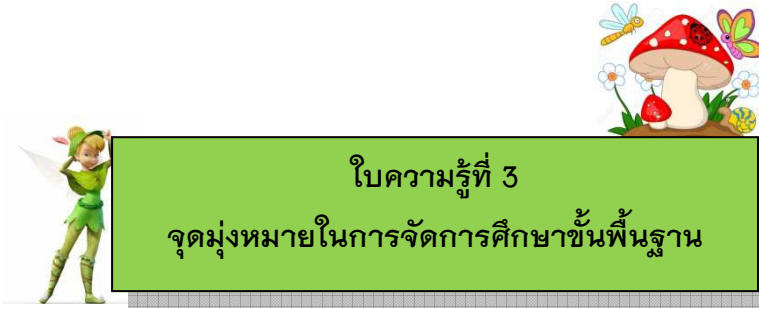 ใบความรู้ที่ 3
จุดมุ่งหมายในการจัดการศึกษาขั้นพื้นฐาน